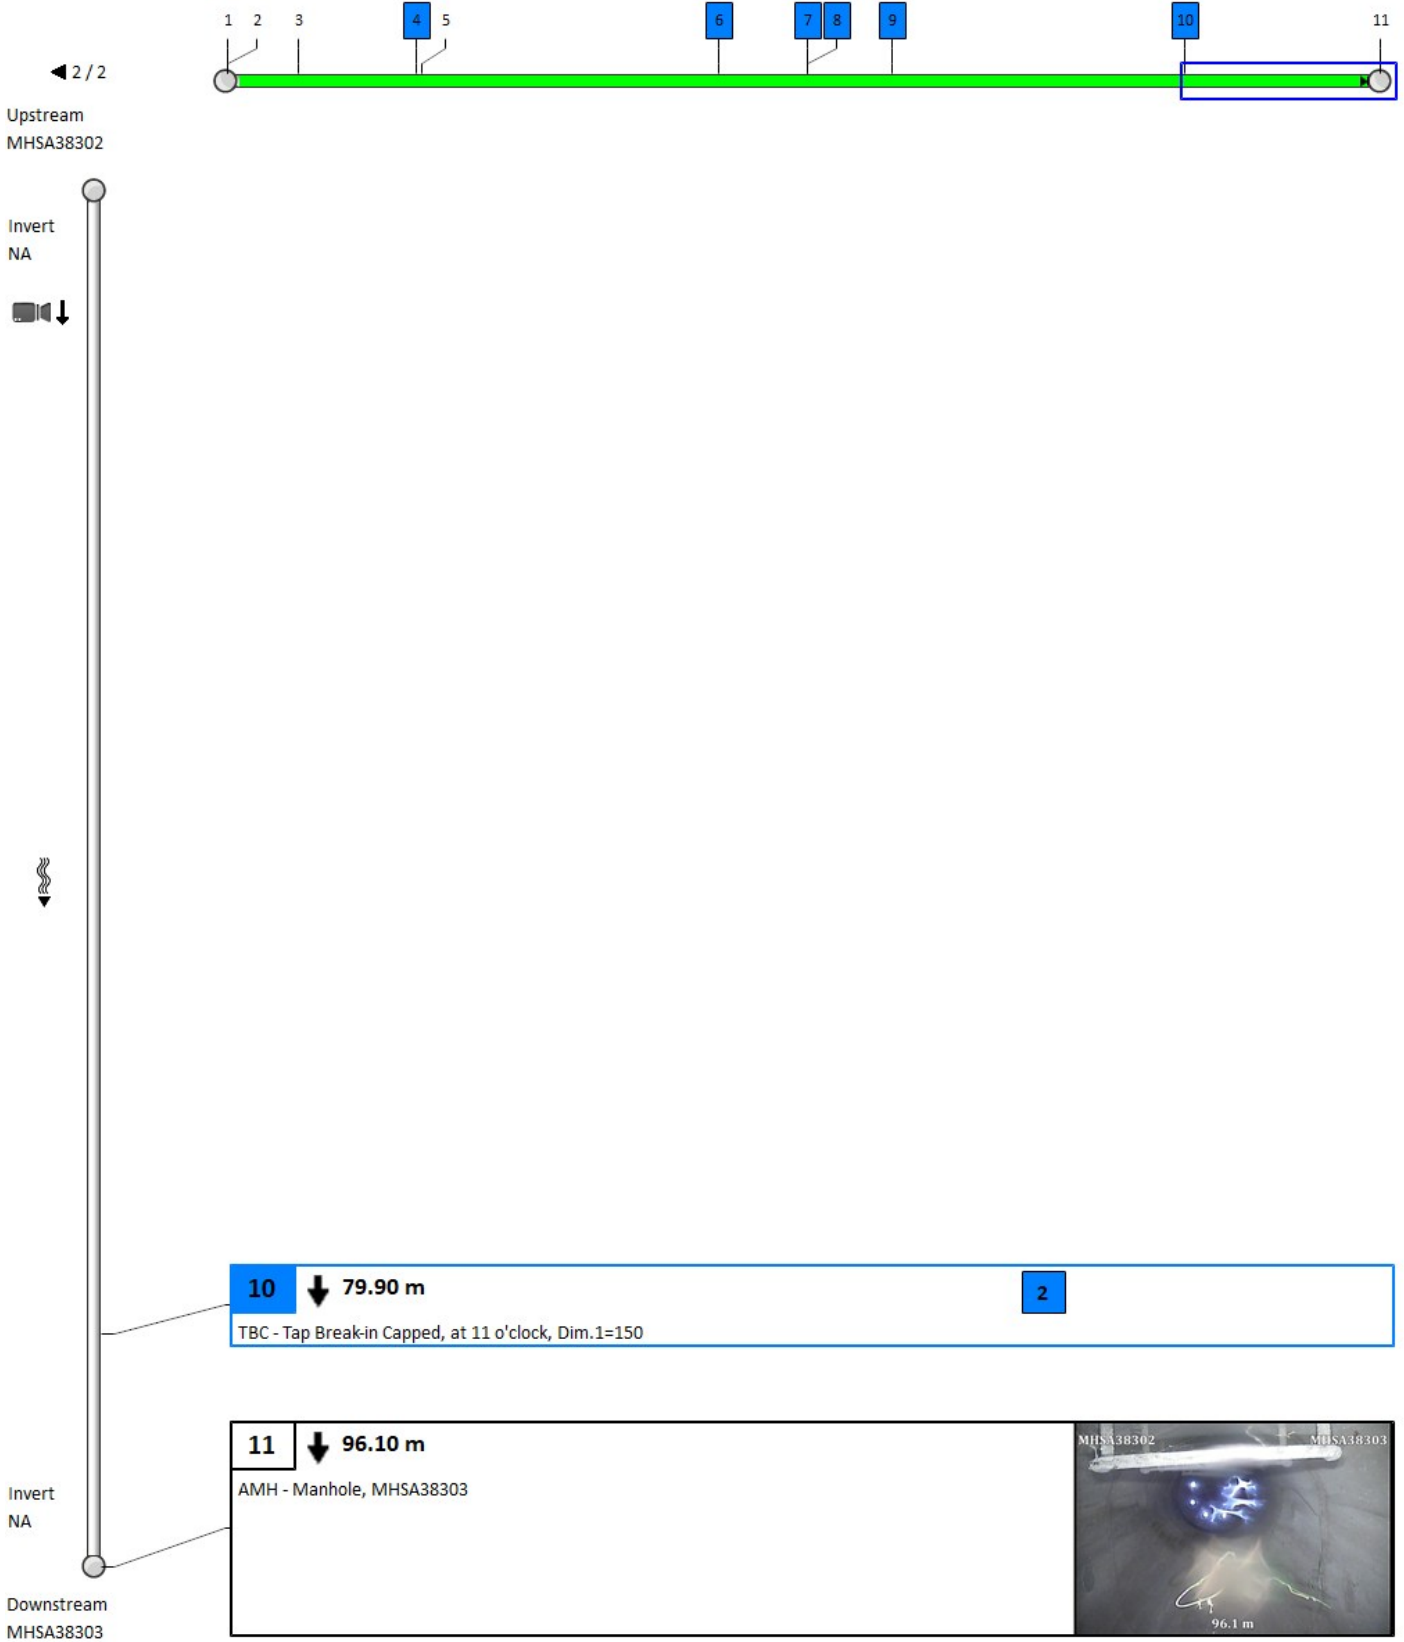 1 2 3 4 5 6 7 8 9 10 11
2 / 2
Upstream
MHSA38302
Invert
NA
10 79.90 m 2
TBC - Tap Break-in Capped, at 11 o'clock, Dim.1=150
11 96.10 m
MHSA38302 MHSA38303
AMH - Manhole, MHSA38303
Invert
NA
96.1 m
Downstream
MHSA38303